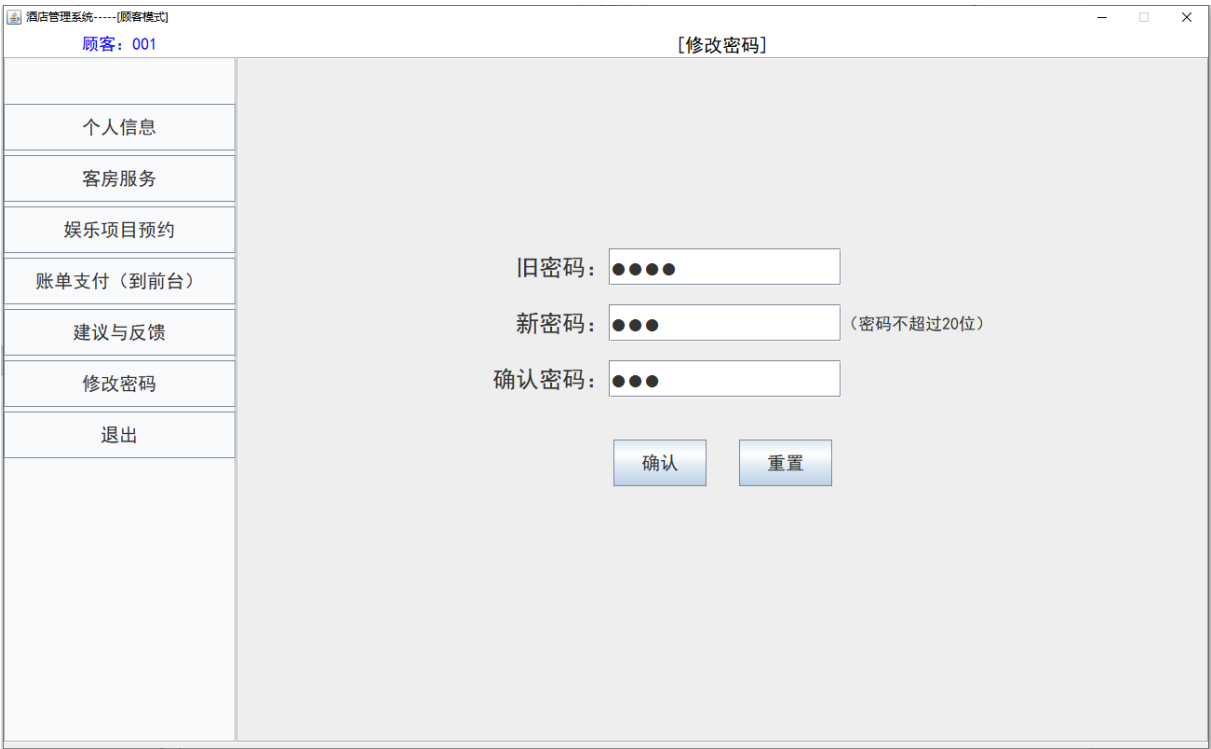 酒店管理系统-----[顾客模式]
顾客：001
[修改密码]
个人信息
客房服务
娱乐项目预约
账单支付（到前台）
建议与反馈
修改密码
退出
旧密码：●●●●
新密码：●●●（密码不超过20位）
确认密码：●●●
确认 重置